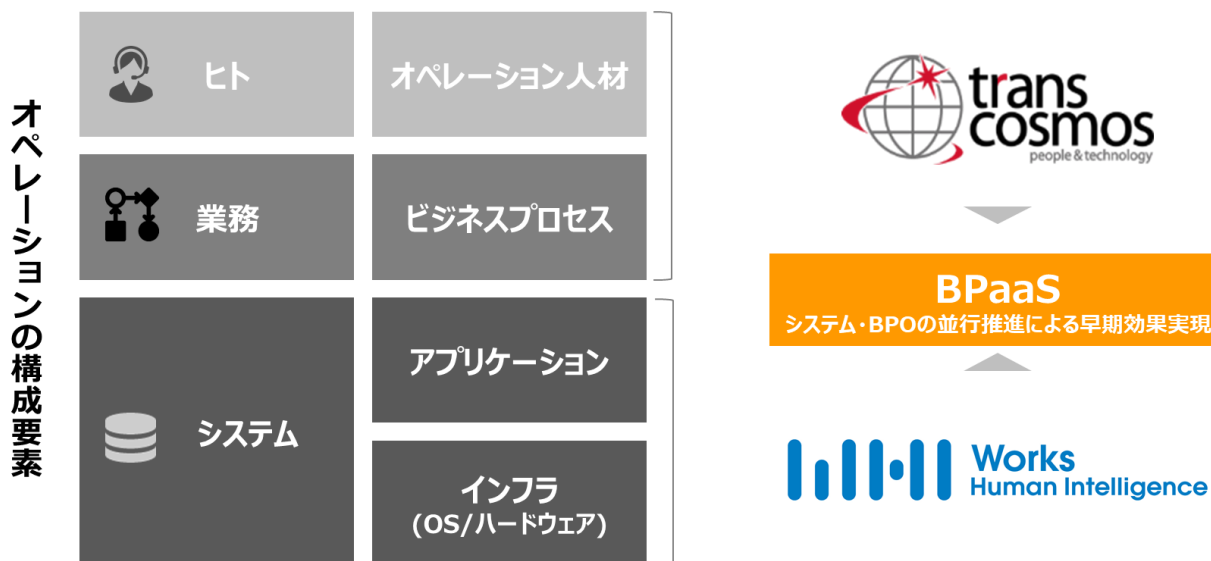 オペレーションの構成要素
ヒト
オペレーション人材
業務
ビジネスプロセス
システム
アプリケーション
インフラ
(OS/ハードウェア)
trans
cosmos
people & technology
BPaaS
システム・BPOの並行推進による早期効果実現
Works
Human Intelligence